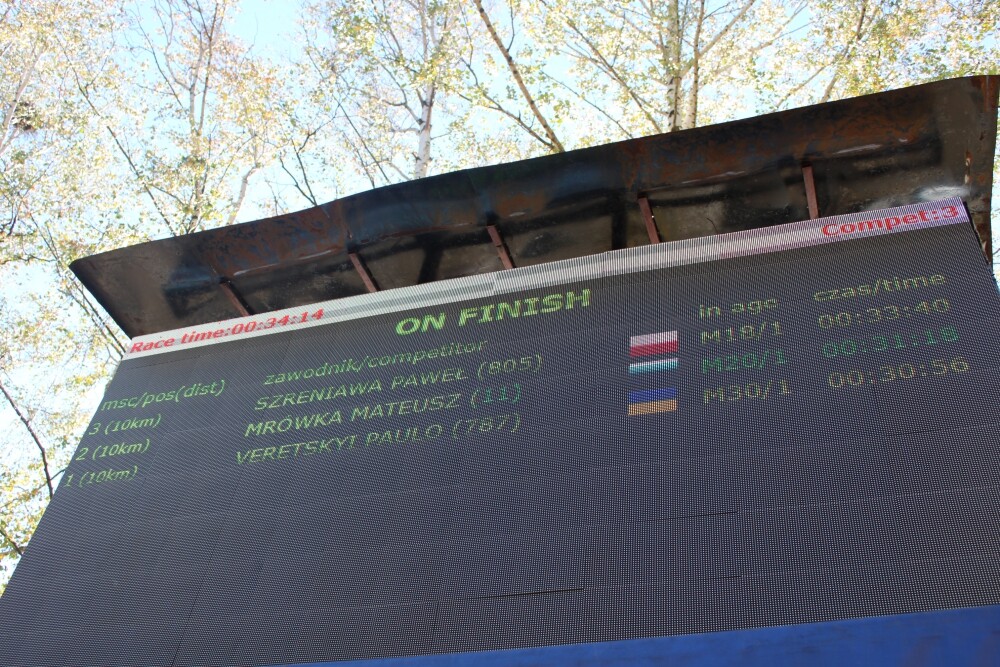 Race time:00:34:14 Compet:3
ON FINISH
msc/pos(dist) zawodnik/competitor in age czas/time
3 (10km) SZRENIAWA PAWEŁ (805) M18/1 00:33:40
2 (10km) MRÓWKA MATEUSZ (11) M20/1 00:31:18
1 (10km) VERETSKYI PAULO (787) M30/1 00:30:56